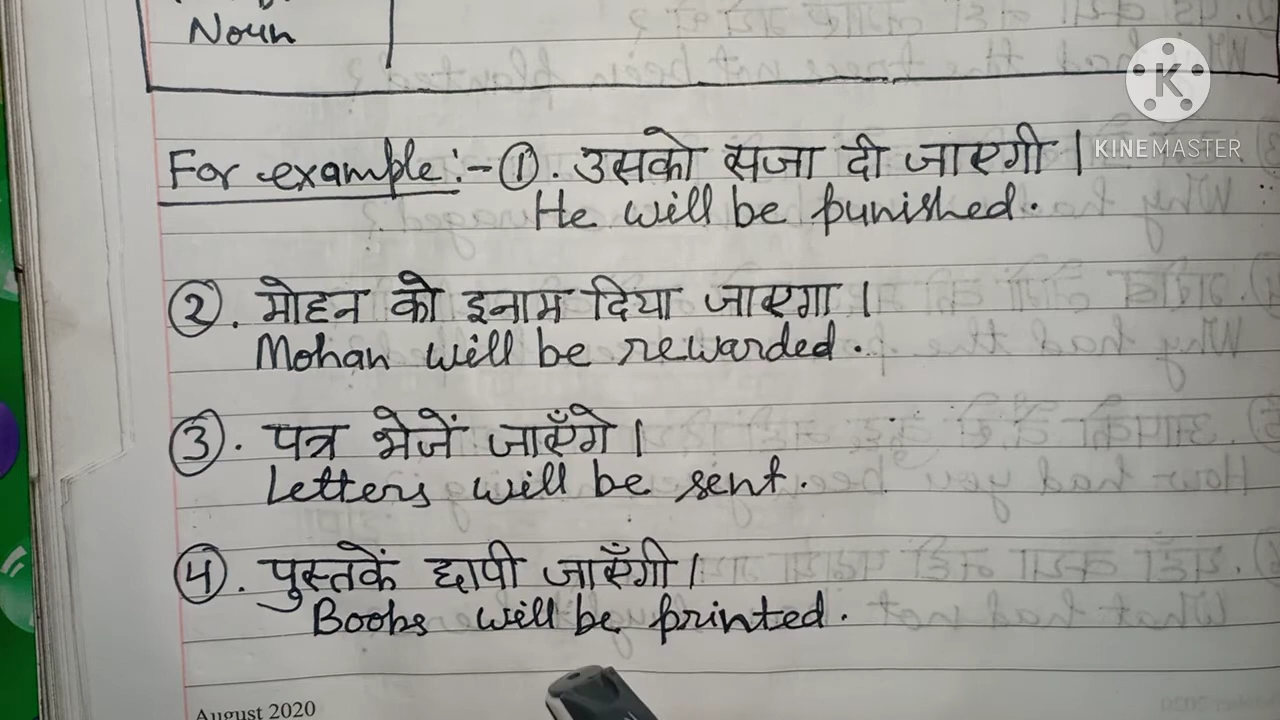 Noun
K
KINEMASTER
For example:- ①. उसको सजा दी जाएगी।
He will be punished.
②. मोहन को इनाम दिया जाएगा।
Mohan will be rewarded.
③. पत्र भेजें जाएँगे।
Letters will be sent.
④. पुस्तकें छापी जाएँगी।
Books will be printed.
August 2020